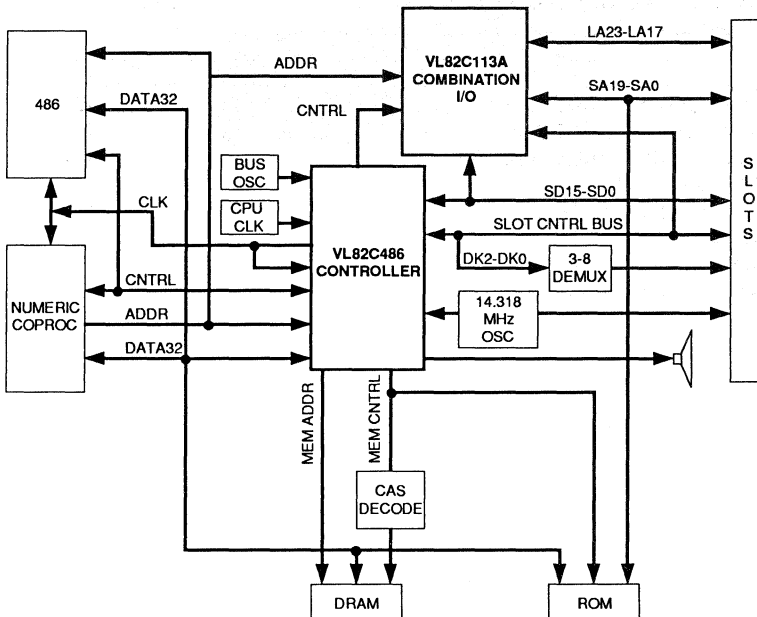 486
ADDR
DATA32
CNTRL
VL82C113A
COMBINATION
I/O
LA23-LA17
SA19-SA0
S
L
O
T
S
BUS
OSC
CPU
CLK
CLK
VL82C486
CONTROLLER
SD15-SD0
SLOT CNTRL BUS
DK2-DK0
3-8
DEMUX
14.318
MHz
OSC
NUMERIC
COPROC
CNTRL
ADDR
DATA32
MEM ADDR
MEM CNTRL
CAS
DECODE
DRAM
ROM